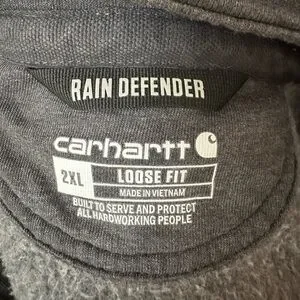 RAIN DEFENDER
carhartt
2XL LOOSE FIT
MADE IN VIETNAM
BUILT TO SERVE AND PROTECT
ALL HARDWORKING PEOPLE